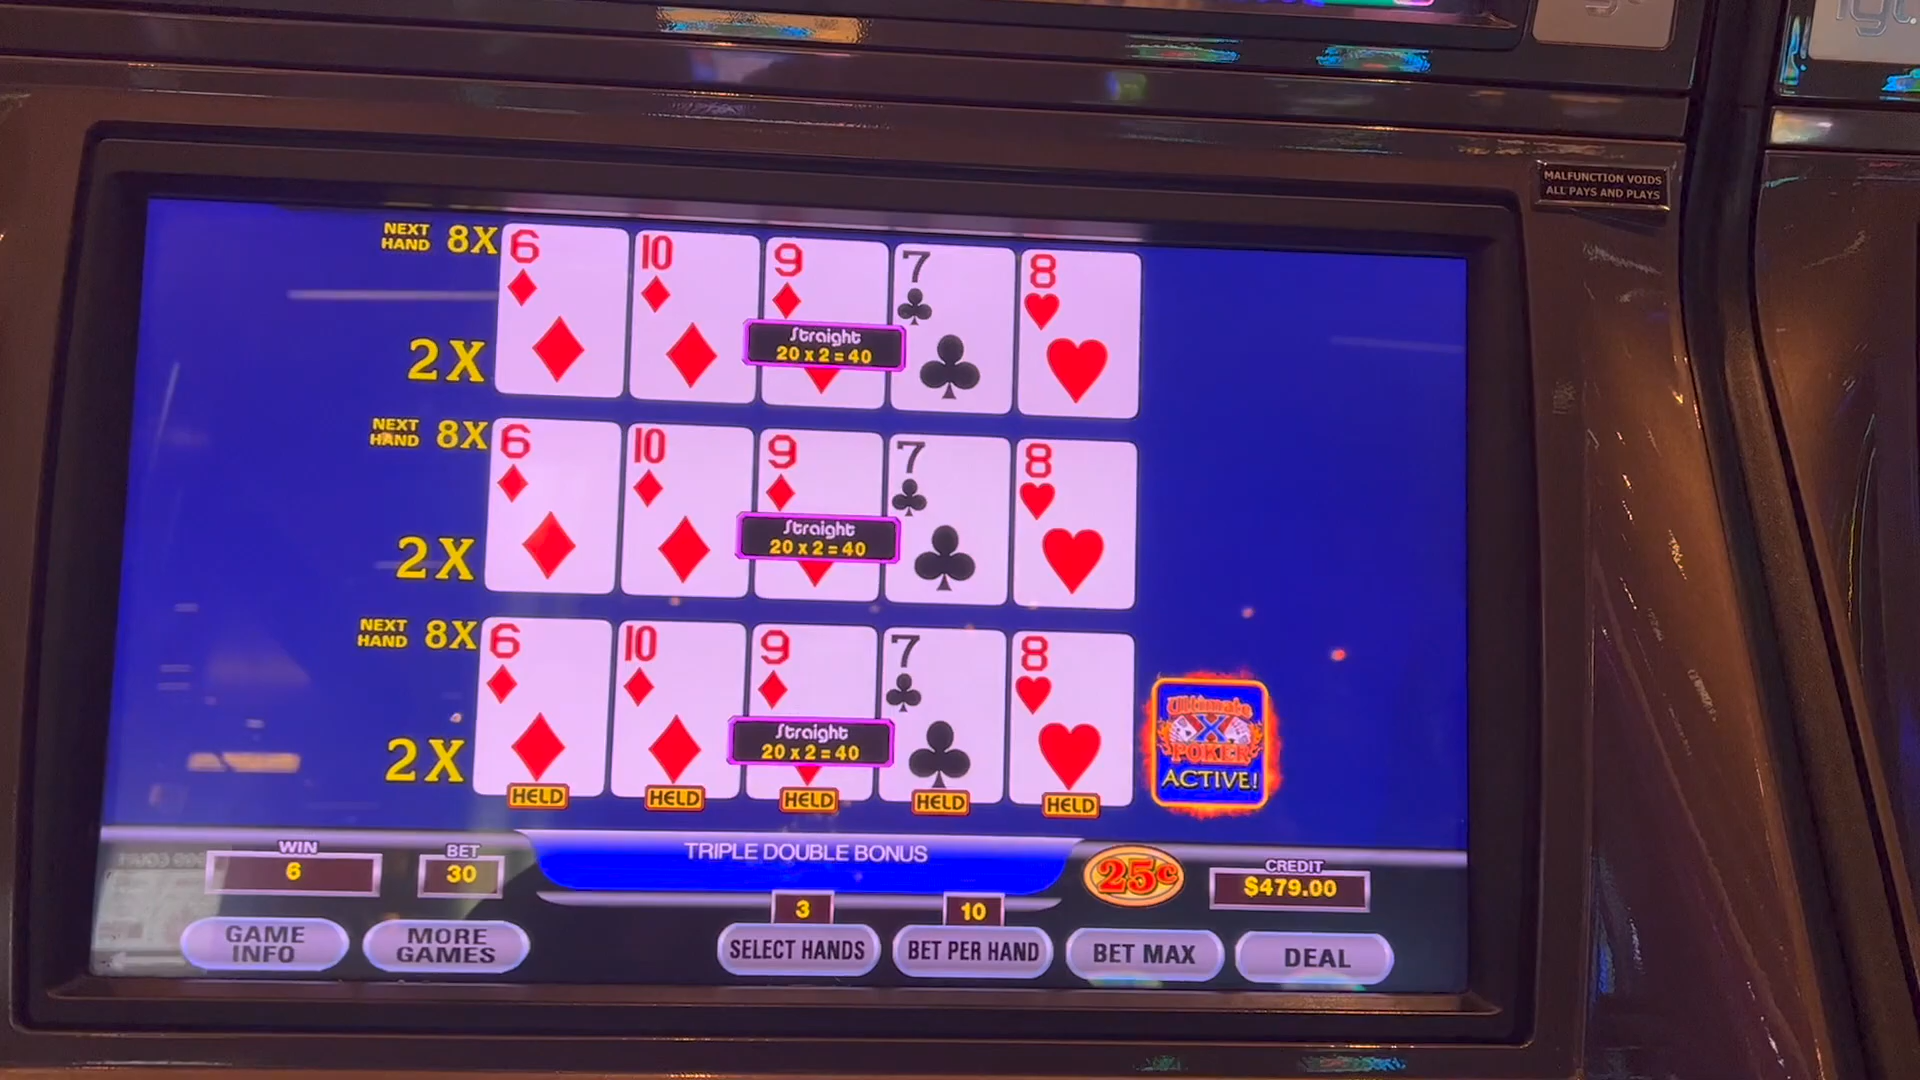 igt.
MALFUNCTION VOIDS
ALL PAYS AND PLAYS
NEXT
HAND 8X
6 10 9 7 8
Straight
20 x 2 = 40
2X
NEXT
HAND 8X
6 10 9 7 8
Straight
20 x 2 = 40
2X
NEXT
HAND 8X
6 10 9 7 8
Straight
20 x 2 = 40
2X
HELD HELD HELD HELD HELD
Ultimate
X
POKER
ACTIVE!
WIN
6
BET
30
TRIPLE DOUBLE BONUS
25¢
CREDIT
$479.00
3
10
GAME
INFO
MORE
GAMES
SELECT HANDS
BET PER HAND
BET MAX
DEAL